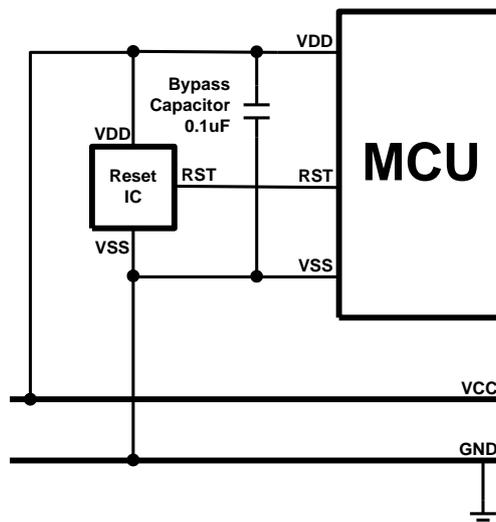 VDD
Bypass
Capacitor
0.1uF
VDD
MCU
Reset
IC
RST
RST
VSS
VSS
VCC
GND